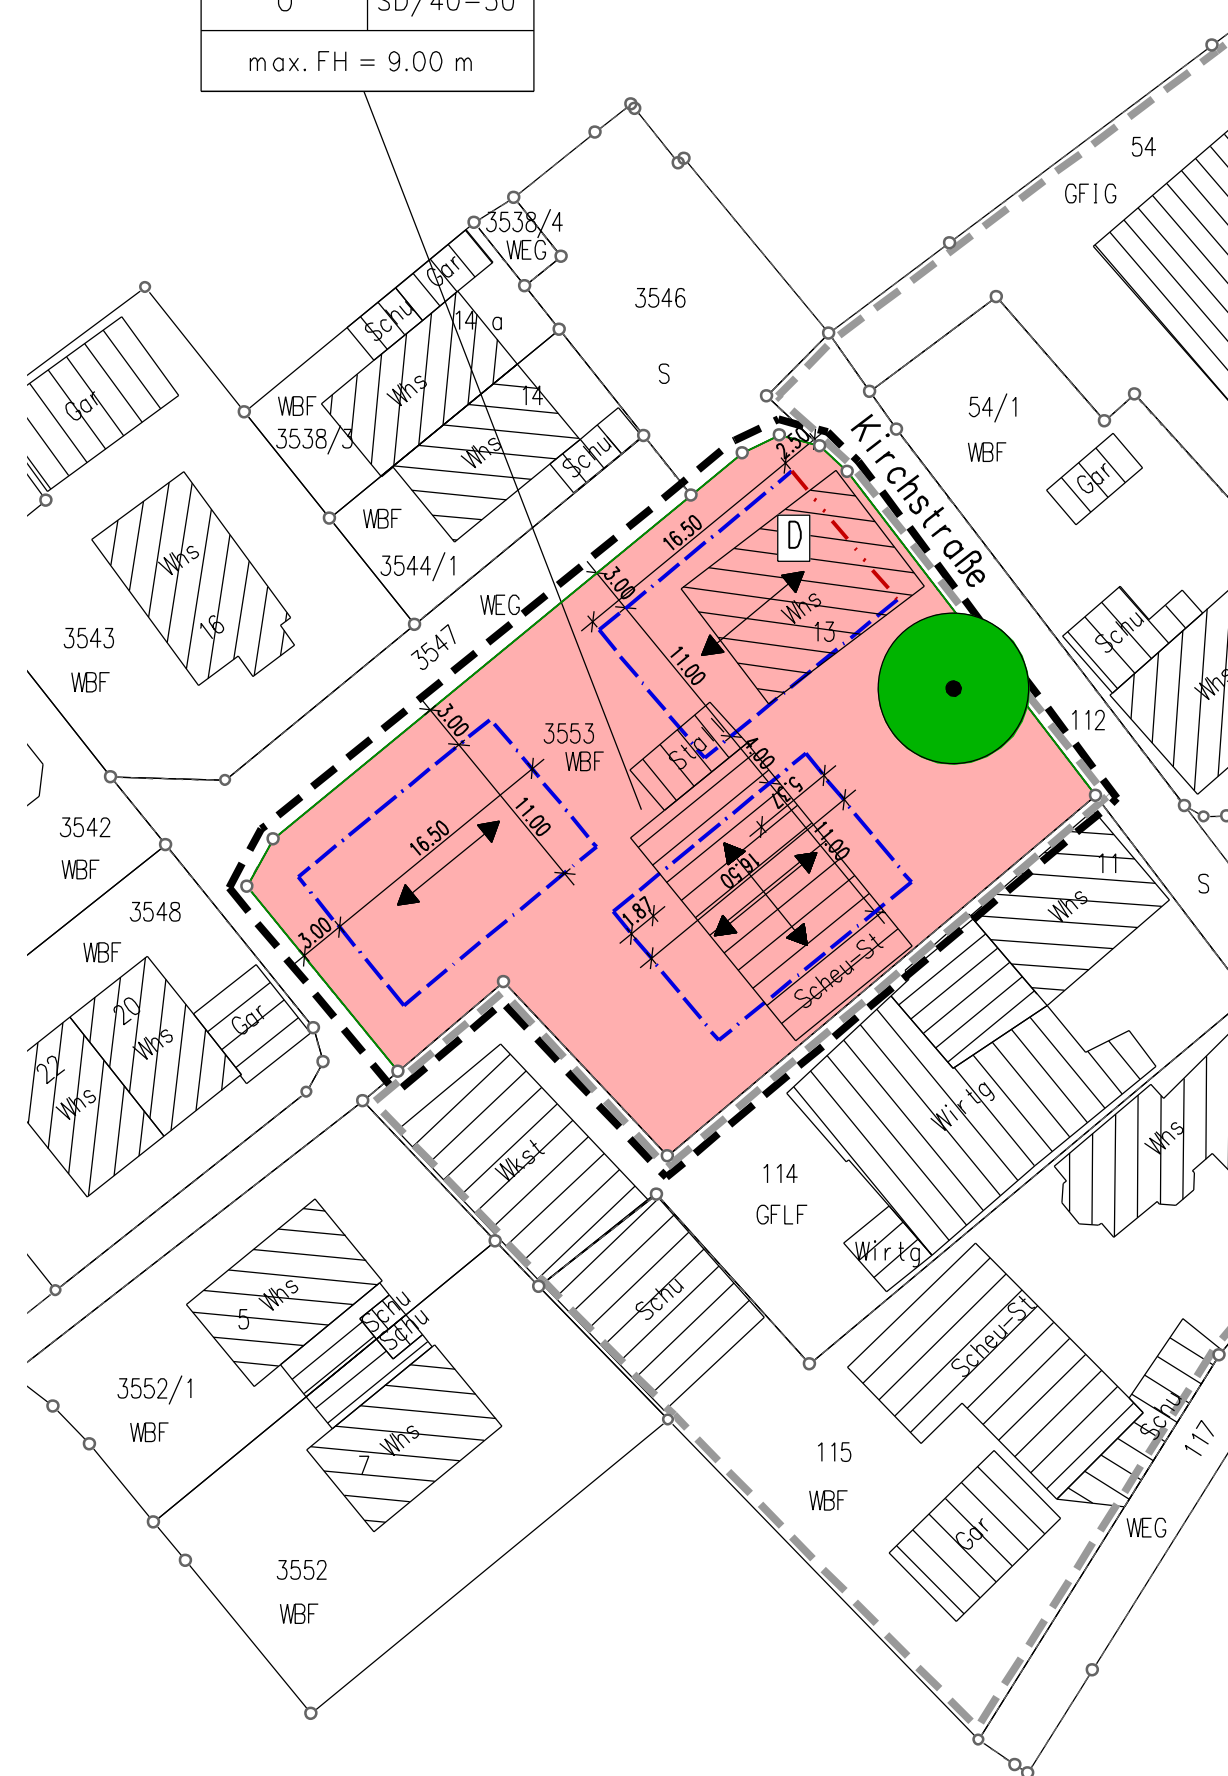 O SD/40-50
max. FH = 9.00 m
54
GFIG
3538/4
WEG
Gar
3546
Schu
14 a
S
Whs
14
Gar
WBF
3538/3
54/1
WBF
Whs
Schu
2.50
Kirchstraße
Gar
WBF
16.50
D
3544/1
Whs
3.00
WEG
Whs
16
13
3543
WBF
3547
11.00
Schu
Whs
3.00
3553
WBF
Stall
4.00
112
5.57
3542
WBF
16.50
11.00
11.00
16.50
11
S
3548
WBF
3.00
1.87
Whs
Scheu-St
20
Whs
Gar
22
Whs
Wirtg
Whs
Wkst
114
GFLF
Wirtg
5
Whs
Schu
Schu
Schu
Scheu-St
3552/1
WBF
7
Whs
Schu
117
115
WBF
Gar
WEG
3552
WBF